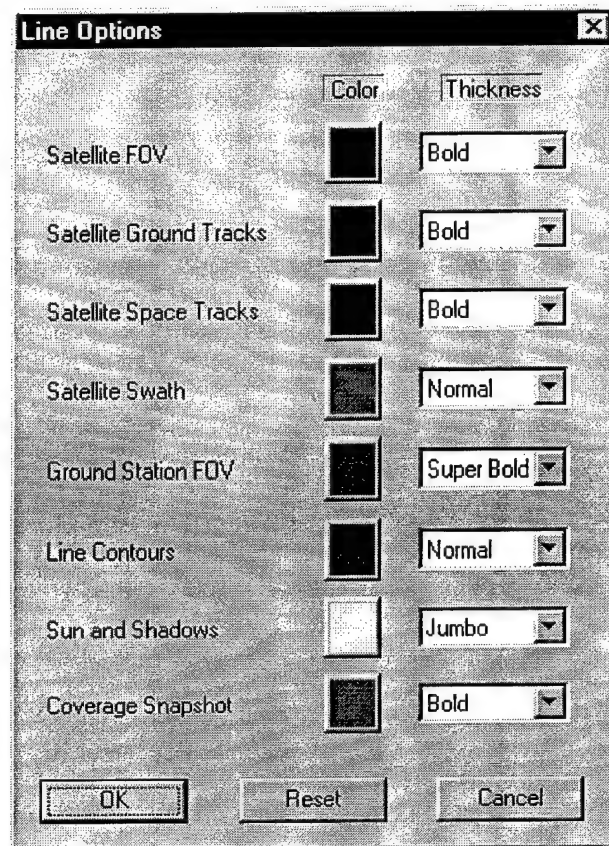 Line Options
Color Thickness
Satellite FOV Bold
Satellite Ground Tracks Bold
Satellite Space Tracks Bold
Satellite Swath Normal
Ground Station FOV Super Bold
Line Contours Normal
Sun and Shadows Jumbo
Coverage Snapshot Bold
OK Reset Cancel